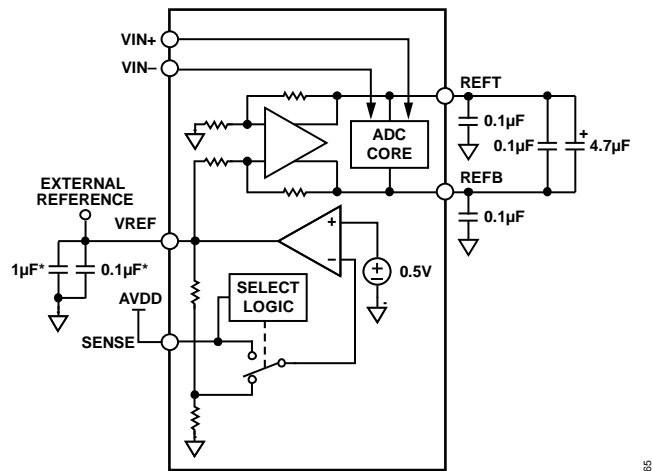 VIN+
VIN–
REFT
ADC
CORE
0.1µF
0.1µF
+
4.7µF
EXTERNAL
REFERENCE
VREF
REFB
0.1µF
1µF*
0.1µF*
+
–
0.5V
+
–
AVDD
SELECT
LOGIC
SENSE
65